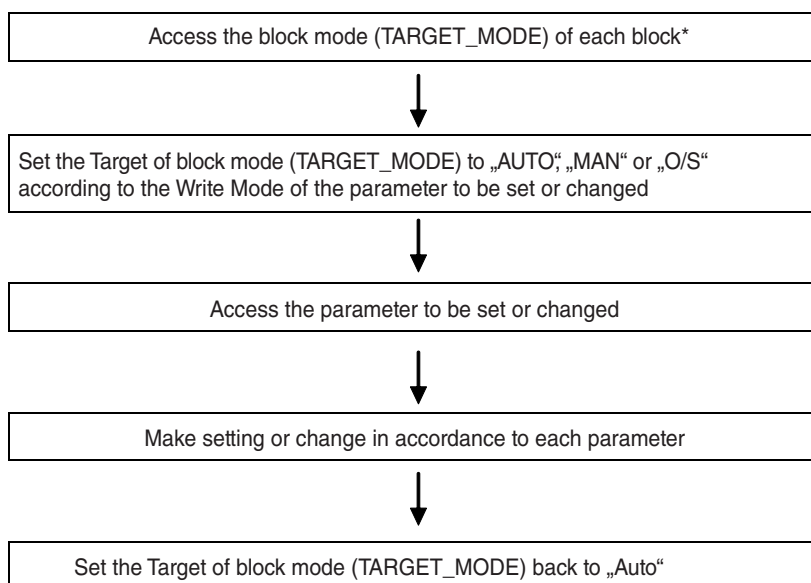 Access the block mode (TARGET_MODE) of each block*
Set the Target of block mode (TARGET_MODE) to „AUTO“, „MAN“ or „O/S“
according to the Write Mode of the parameter to be set or changed
Access the parameter to be set or changed
Make setting or change in accordance to each parameter
Set the Target of block mode (TARGET_MODE) back to „Auto“